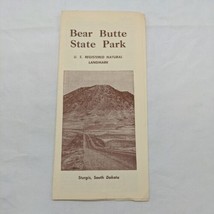 Bear Butte
State Park
U. S. REGISTERED NATURAL
LANDMARK
Sturgis, South Dakota